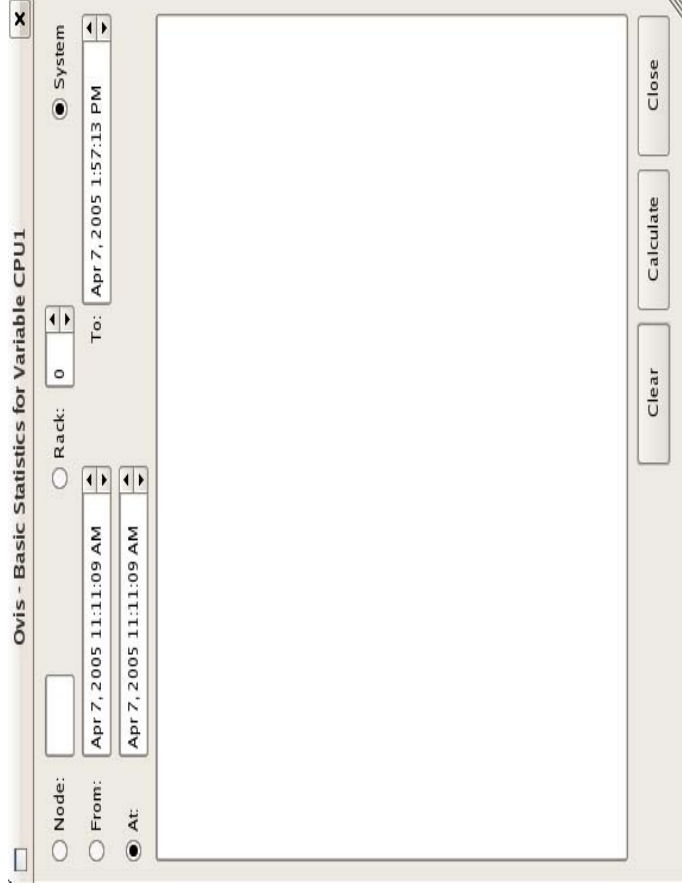 Ovis - Basic Statistics for Variable CPU1
Node: Rack: 0 System
From: Apr 7, 2005 11:11:09 AM To: Apr 7, 2005 1:57:13 PM
At: Apr 7, 2005 11:11:09 AM
Clear Calculate Close